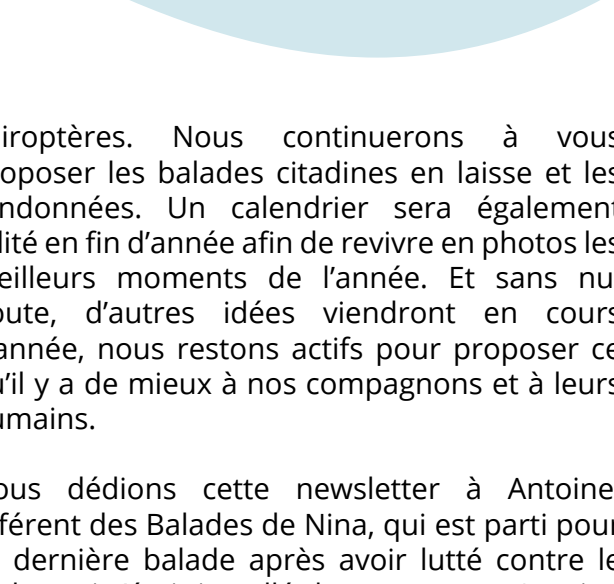 iroptères. Nous continuerons à vous
oposer les balades citadines en laisse et les
ndonnées. Un calendrier sera également
lité en fin d’année afin de revivre en photos les
eilleurs moments de l’année. Et sans nu
oute, d’autres idées viendront en cours
année, nous restons actifs pour proposer ce
u’il y a de mieux à nos compagnons et à leurs
umains.
ous dédions cette newsletter à Antoine
férent des Balades de Nina, qui est parti pour
dernière balade après avoir lutté contre le